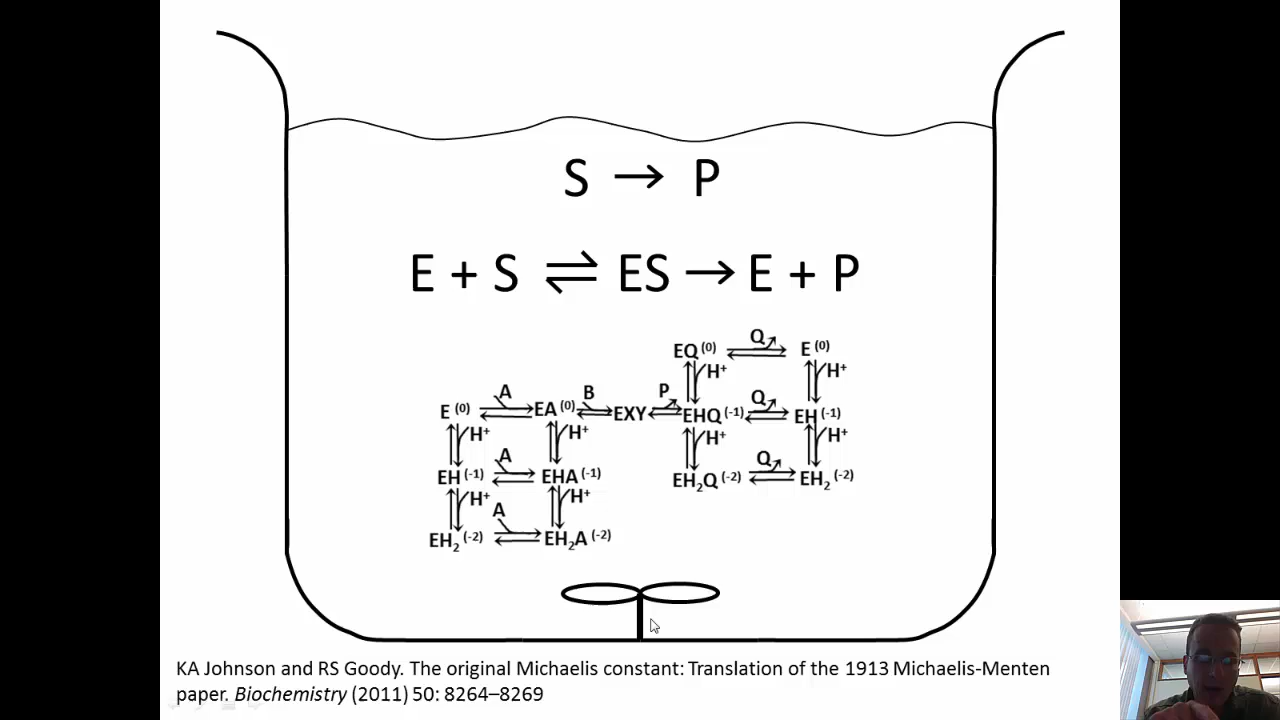 S → P
E + S ⇌ ES → E + P
EQ (0) ⇌ Q E (0)
H+ H+
E (0) ⇌ A EA (0) ⇌ B EXY ⇌ P EHQ (-1) ⇌ Q EH (-1)
H+ H+ H+ H+
EH (-1) ⇌ A EHA (-1) EH2Q (-2) ⇌ Q EH2 (-2)
H+ H+
EH2 (-2) ⇌ A EH2A (-2)
KA Johnson and RS Goody. The original Michaelis constant: Translation of the 1913 Michaelis-Menten
paper. Biochemistry (2011) 50: 8264–8269